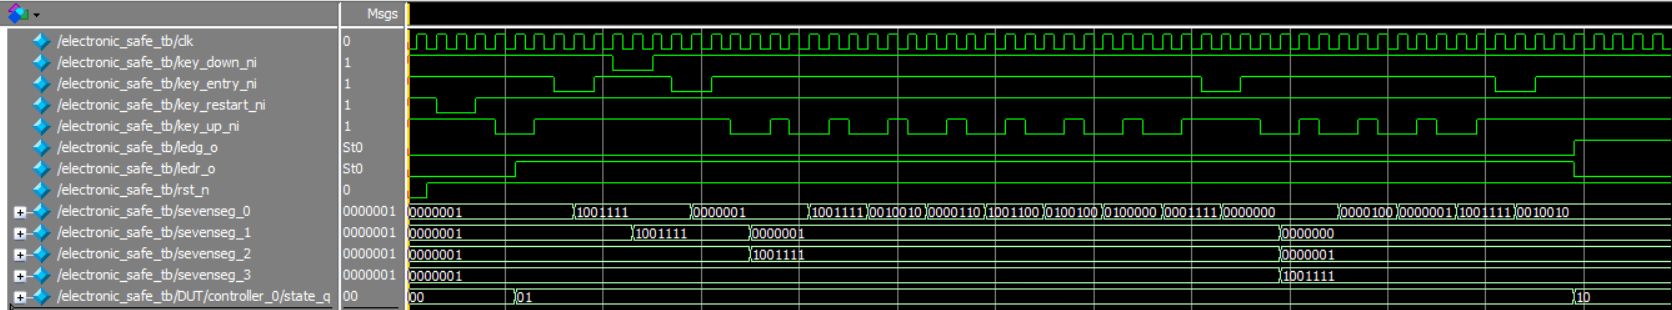 Msgs
/electronic_safe_tb/clk 0
/electronic_safe_tb/key_down_ni 1
/electronic_safe_tb/key_entry_ni 1
/electronic_safe_tb/key_restart_ni 1
/electronic_safe_tb/key_up_ni 1
/electronic_safe_tb/ledg_o St0
/electronic_safe_tb/ledr_o St0
/electronic_safe_tb/rst_n 0
/electronic_safe_tb/sevenseg_0 0000001 0000001 1001111 0000001 1001111 0010010 0000110 1001100 0100100 0100000 0001111 0000000 0000100 0000001 1001111 0010010
/electronic_safe_tb/sevenseg_1 0000001 0000001 1001111 0000001 0000000
/electronic_safe_tb/sevenseg_2 0000001 0000001 1001111 0000001
/electronic_safe_tb/sevenseg_3 0000001 0000001 1001111
/electronic_safe_tb/DUT/controller_0/state_q 00 00 01 10